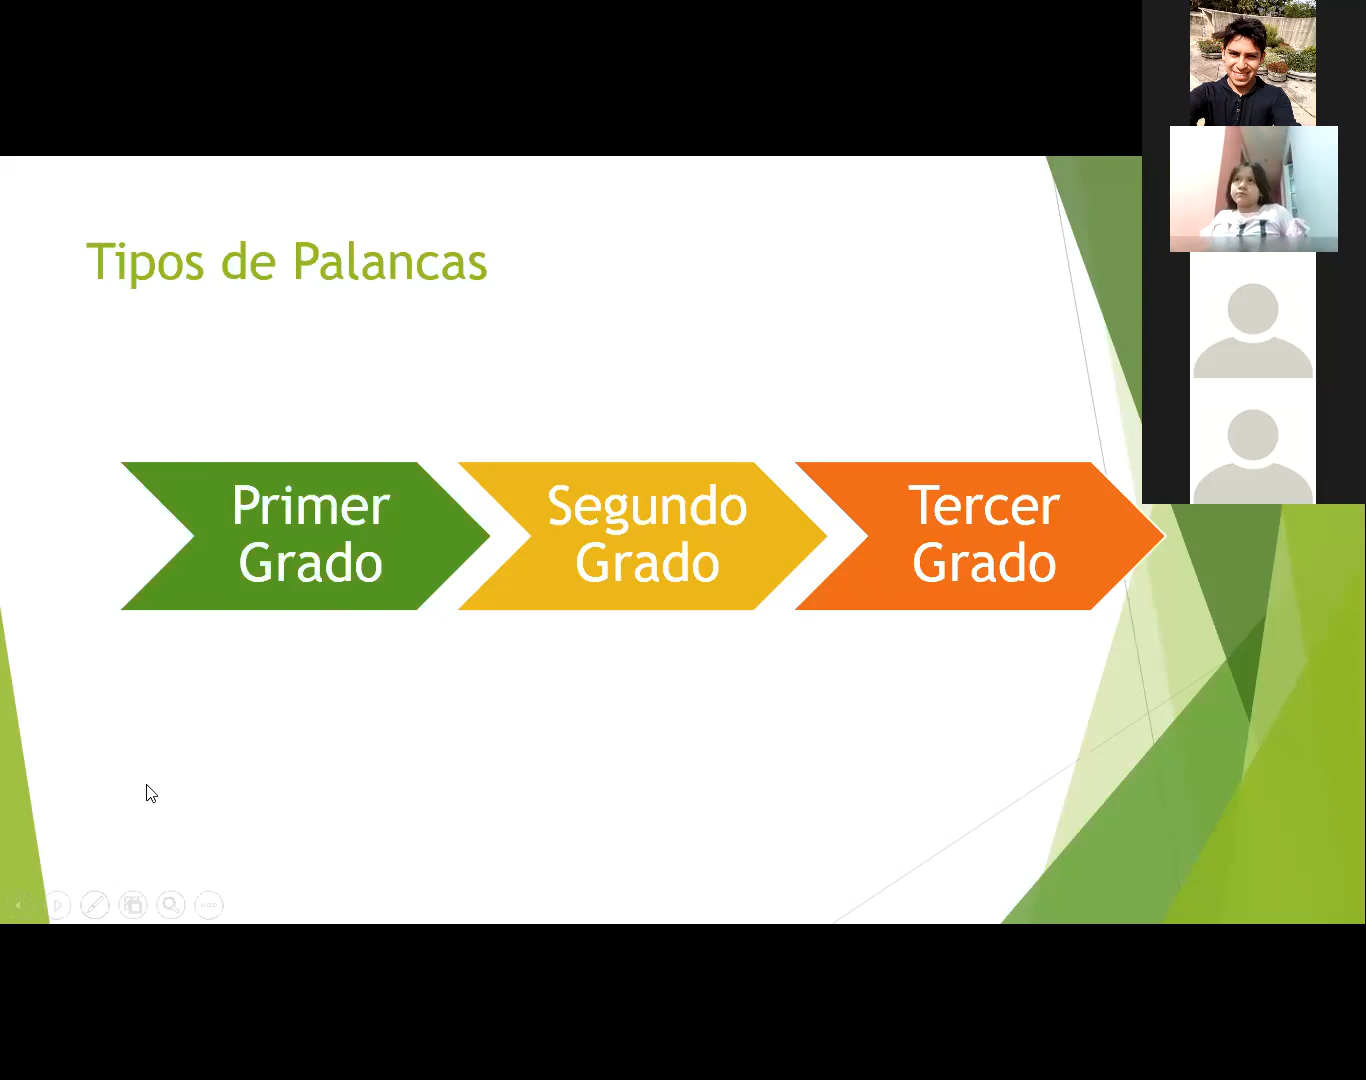 Tipos de Palancas
Primer
Grado
Segundo
Grado
Tercer
Grado